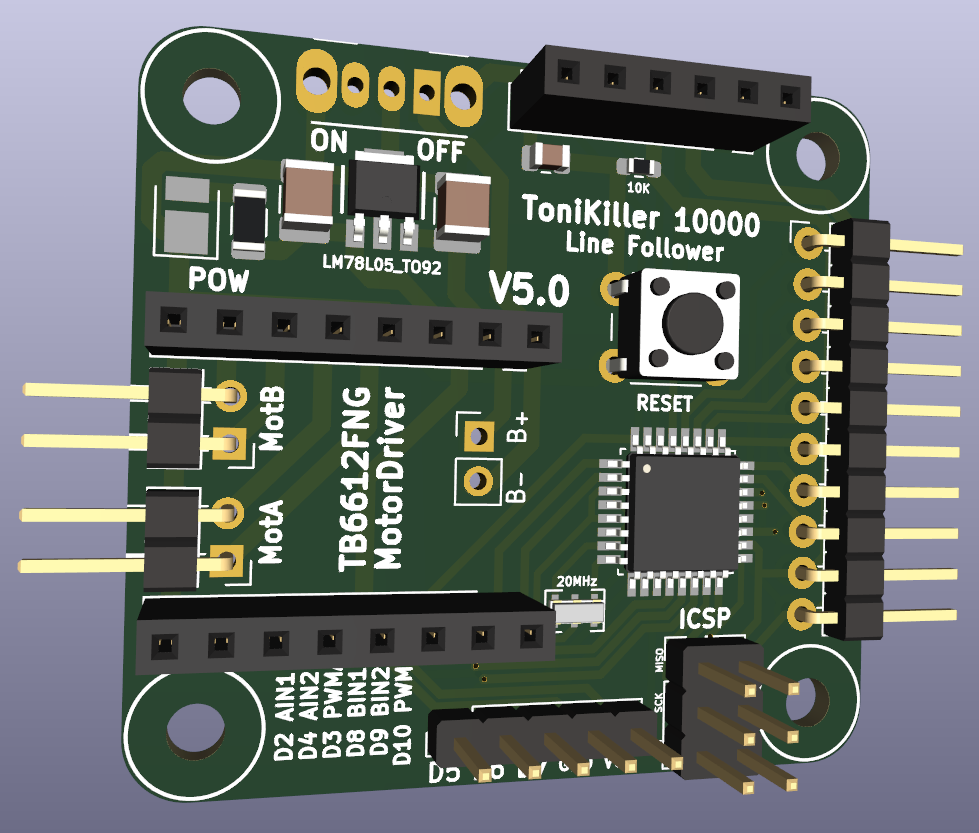 ON
OFF
10K
ToniKiller 10000
Line Follower
LM78L05_TO92
POW
V5.0
RESET
MotB
MotA
TB6612FNG
MotorDriver
B+
B-
20MHz
ICSP
MISO
SCK
D2 AIN1
D4 AIN2
D3 PWM
D8 BIN1
D9 BIN2
D10 PWM
D5